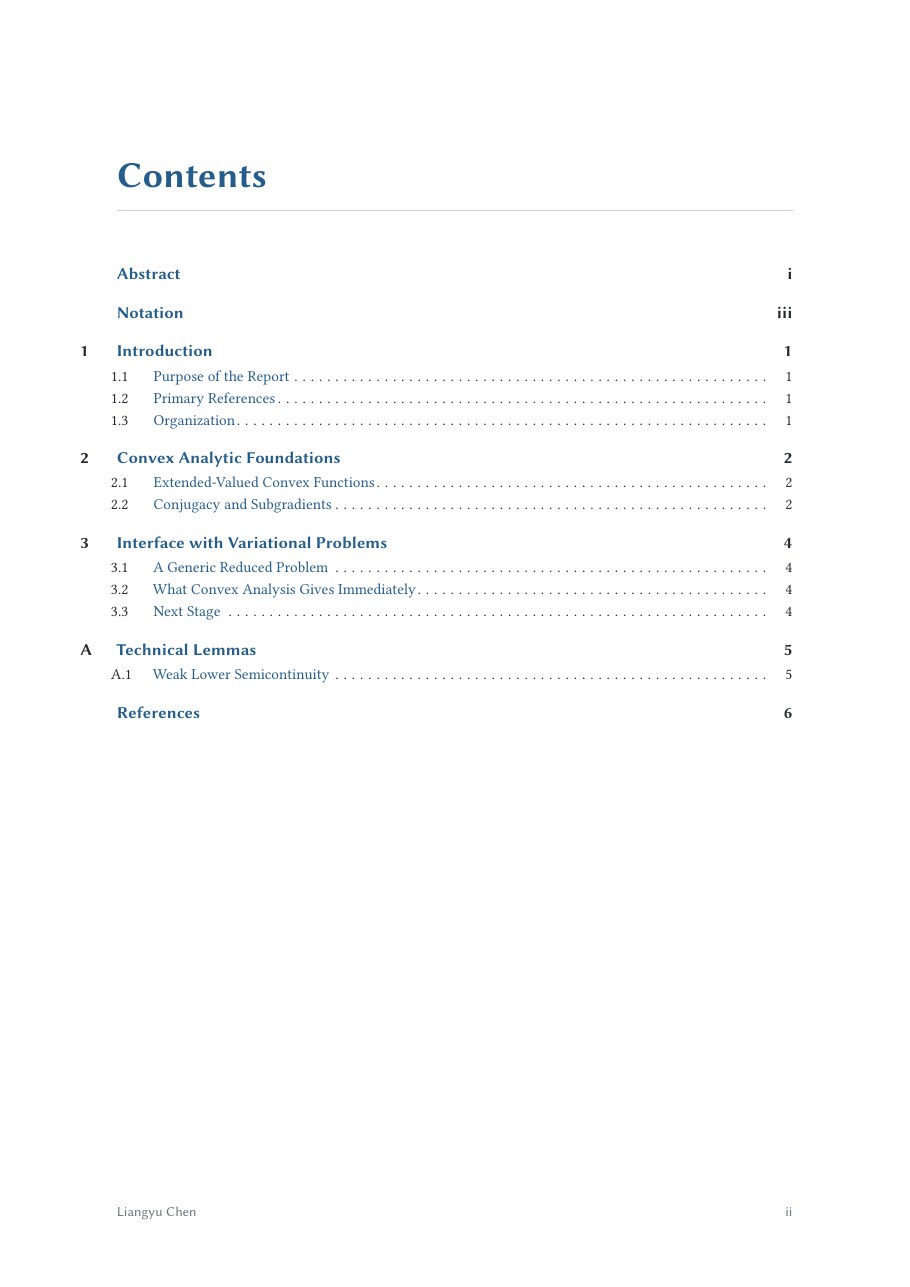 Contents
Abstract i
Notation iii
1 Introduction 1
1.1 Purpose of the Report . . . . . . . . . . . . . . . . . . . . . . . . . . . . . . . . . . . . . . . . . . . . . . . . . . . . . . . . . . 1
1.2 Primary References . . . . . . . . . . . . . . . . . . . . . . . . . . . . . . . . . . . . . . . . . . . . . . . . . . . . . . . . . . . . 1
1.3 Organization . . . . . . . . . . . . . . . . . . . . . . . . . . . . . . . . . . . . . . . . . . . . . . . . . . . . . . . . . . . . . . . . . 1
2 Convex Analytic Foundations 2
2.1 Extended-Valued Convex Functions . . . . . . . . . . . . . . . . . . . . . . . . . . . . . . . . . . . . . . . . . . . . . . . . 2
2.2 Conjugacy and Subgradients . . . . . . . . . . . . . . . . . . . . . . . . . . . . . . . . . . . . . . . . . . . . . . . . . . . . . 2
3 Interface with Variational Problems 4
3.1 A Generic Reduced Problem . . . . . . . . . . . . . . . . . . . . . . . . . . . . . . . . . . . . . . . . . . . . . . . . . . . . . 4
3.2 What Convex Analysis Gives Immediately . . . . . . . . . . . . . . . . . . . . . . . . . . . . . . . . . . . . . . . . . . . 4
3.3 Next Stage . . . . . . . . . . . . . . . . . . . . . . . . . . . . . . . . . . . . . . . . . . . . . . . . . . . . . . . . . . . . . . . . . . 4
A Technical Lemmas 5
A.1 Weak Lower Semicontinuity . . . . . . . . . . . . . . . . . . . . . . . . . . . . . . . . . . . . . . . . . . . . . . . . . . . . . 5
References 6
Liangyu Chen ii